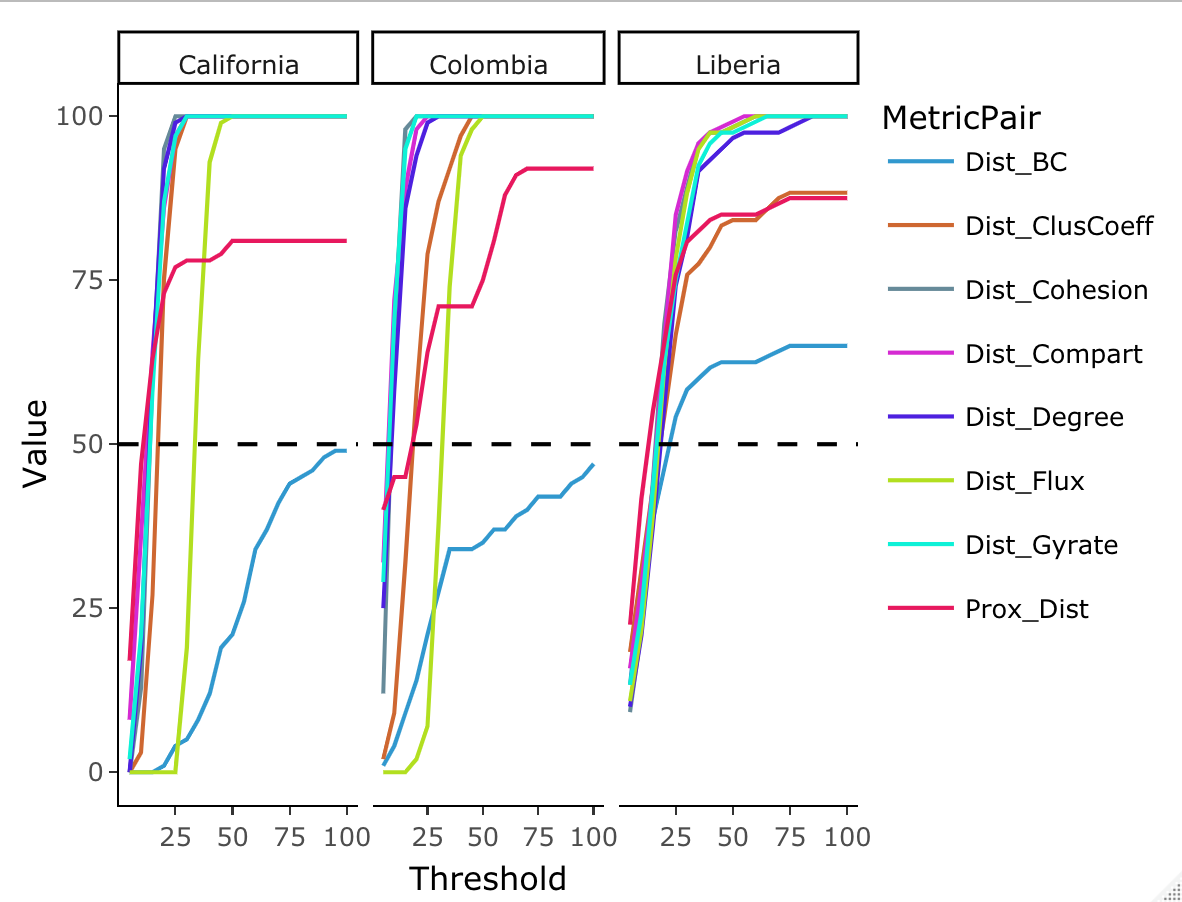 California Colombia Liberia
MetricPair
Dist_BC
Dist_ClusCoeff
Dist_Cohesion
Dist_Compart
Dist_Degree
Dist_Flux
Dist_Gyrate
Prox_Dist
Value
100
75
50
25
0
25 50 75 100 25 50 75 100 25 50 75 100
Threshold